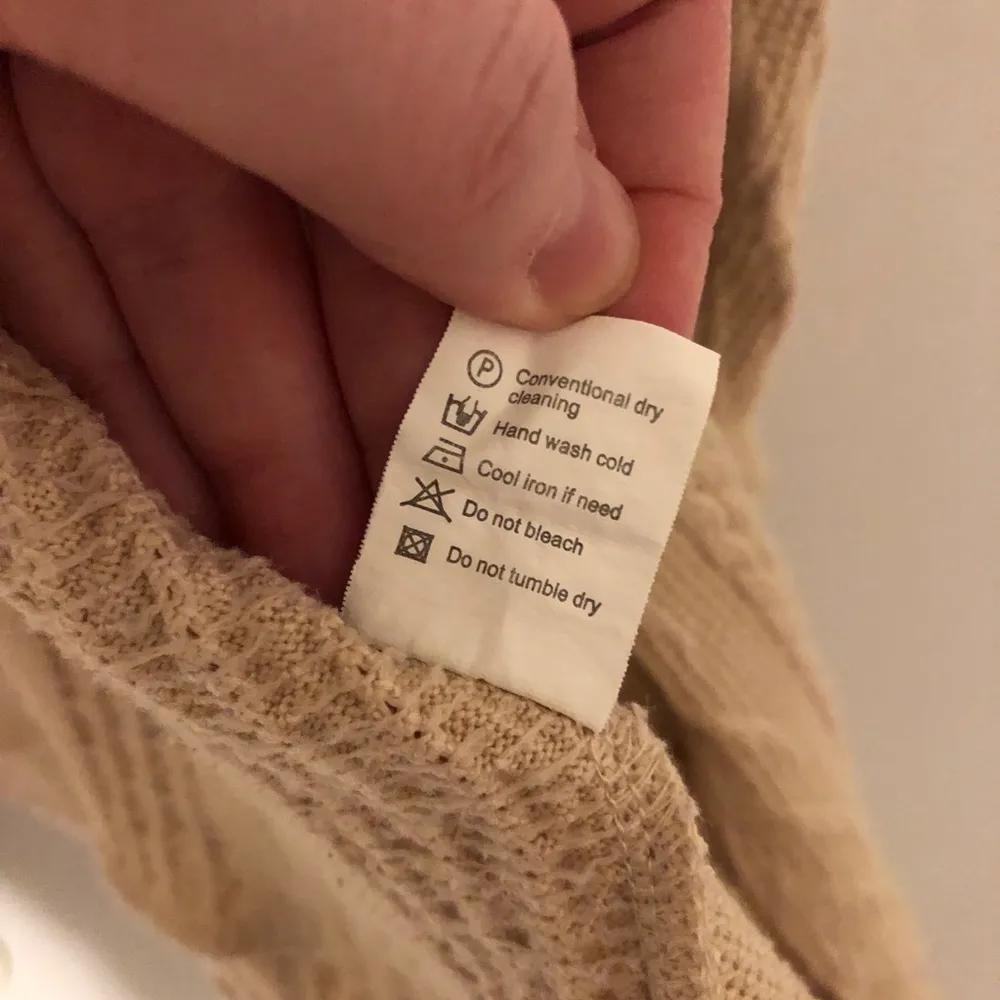 P Conventional dry
cleaning
Hand wash cold
Cool iron if need
Do not bleach
Do not tumble dry